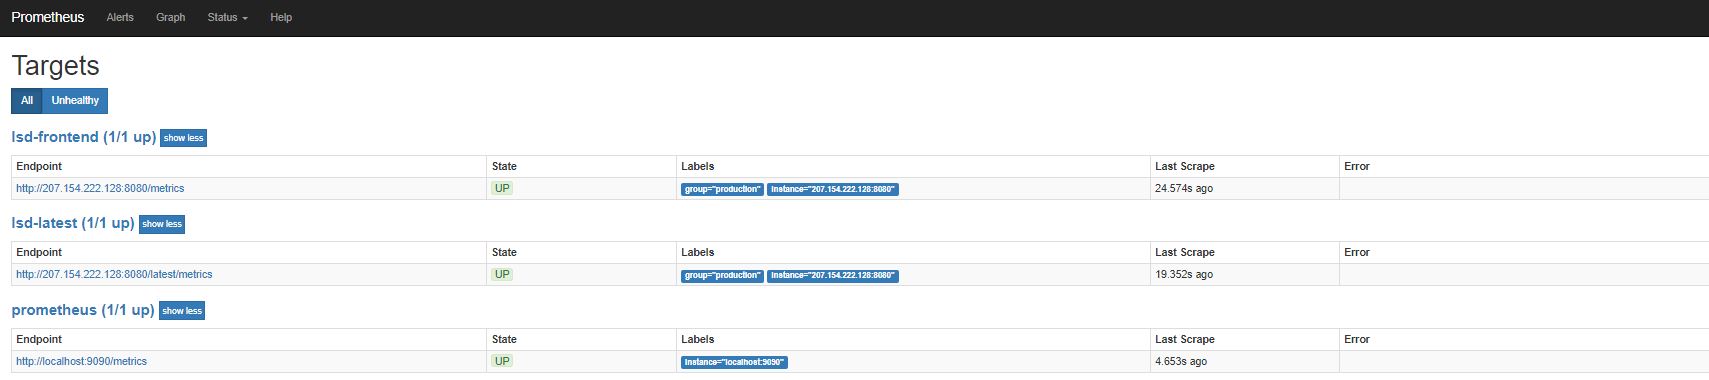 Prometheus Alerts Graph Status Help
Targets
All Unhealthy
lsd-frontend (1/1 up) show less
Endpoint State Labels Last Scrape Error
http://207.154.222.128:8080/metrics UP group="production" instance="207.154.222.128:8080" 24.574s ago
lsd-latest (1/1 up) show less
Endpoint State Labels Last Scrape Error
http://207.154.222.128:8080/latest/metrics UP group="production" instance="207.154.222.128:8080" 19.352s ago
prometheus (1/1 up) show less
Endpoint State Labels Last Scrape Error
http://localhost:9090/metrics UP instance="localhost:9090" 4.653s ago